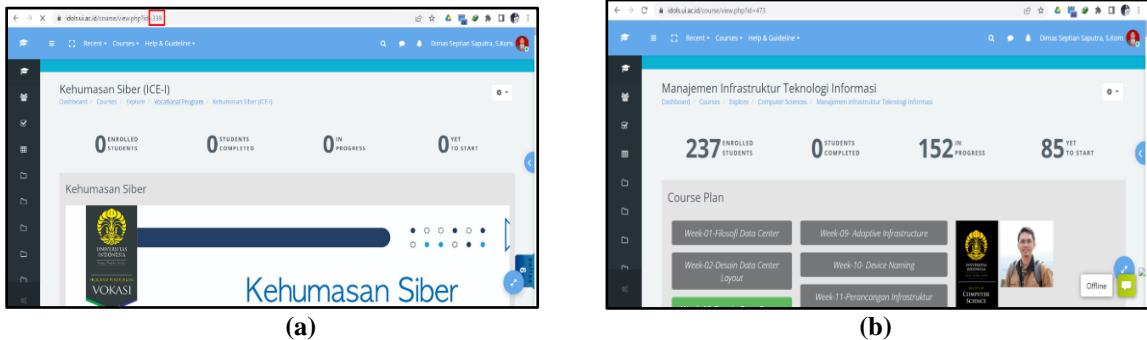 idols.ui.ac.id/course/view.php?id=339
Recent Courses Help & Guideline
Dimas Septian Saputra, S.Kom
Kehumasan Siber (ICE-I)
Dashboard / Courses / Explore / Vocational Program / Kehumasan Siber (ICE-I)
0 ENROLLED STUDENTS 0 STUDENTS COMPLETED 0 IN PROGRESS 0 YET TO START
Kehumasan Siber
UNIVERSITAS INDONESIA
VOKASI
Kehumasan Siber
(a)
idols.ui.ac.id/course/view.php?id=473
Recent Courses Help & Guideline
Dimas Septian Saputra, S.Kom
Manajemen Infrastruktur Teknologi Informasi
Dashboard / Courses / Explore / Computer Sciences / Manajemen Infrastruktur Teknologi Informasi
237 ENROLLED STUDENTS 0 STUDENTS COMPLETED 152 IN PROGRESS 85 YET TO START
Course Plan
Week-01-Filosofi Data Center
Week-09- Adaptive Infrastructure
Week-02-Desain Data Center Layout
Week-10- Device Naming
Week-11-Perancangan Infrastruktur
UNIVERSITAS INDONESIA
COMPUTER SCIENCE
Offline
(b)